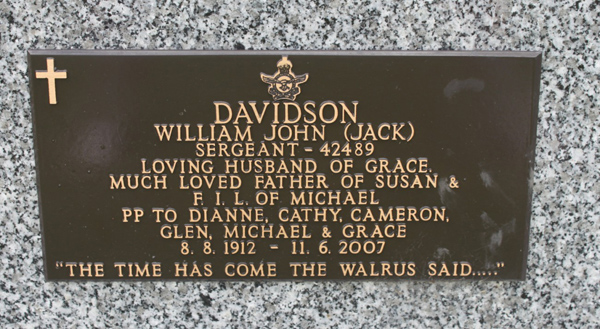 DAVIDSON
WILLIAM JOHN (JACK)
SERGEANT - 42489
LOVING HUSBAND OF GRACE.
MUCH LOVED FATHER OF SUSAN &
F. I. L. OF MICHAEL
PP TO DIANNE, CATHY, CAMERON,
GLEN, MICHAEL & GRACE
8. 8. 1912 - 11. 6. 2007
"THE TIME HAS COME THE WALRUS SAID....."